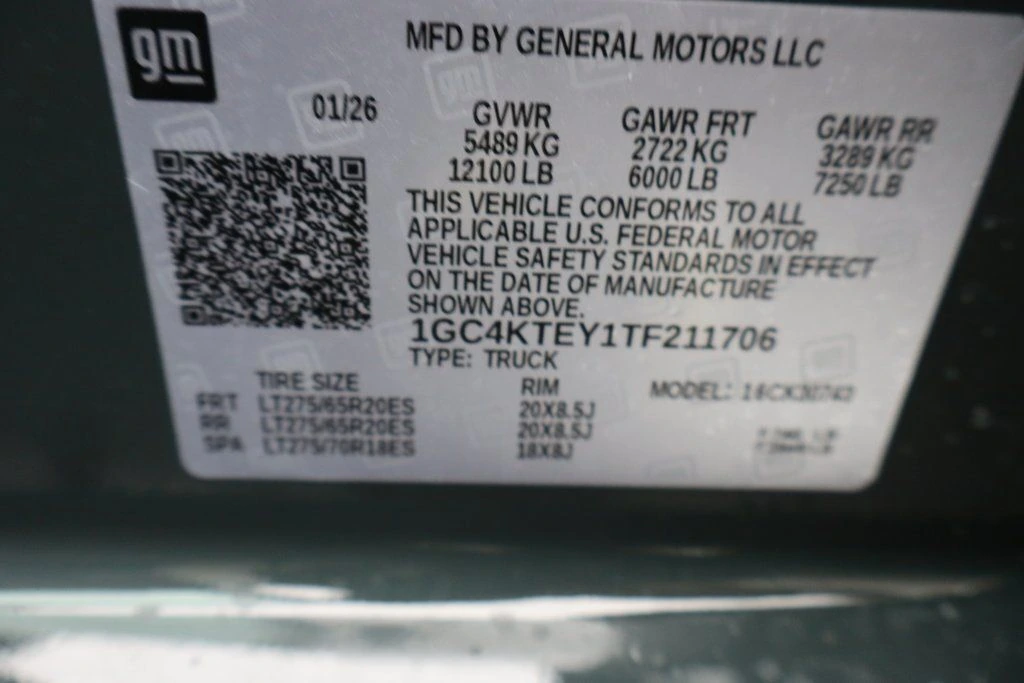 gm
MFD BY GENERAL MOTORS LLC
01/26
GVWR
5489 KG
12100 LB
GAWR FRT
2722 KG
6000 LB
GAWR RR
3289 KG
7250 LB
THIS VEHICLE CONFORMS TO ALL
APPLICABLE U.S. FEDERAL MOTOR
VEHICLE SAFETY STANDARDS IN EFFECT
ON THE DATE OF MANUFACTURE
SHOWN ABOVE.
1GC4KTEY1TF211706
TYPE: TRUCK
TIRE SIZE RIM MODEL:
FRT LT275/65R20ES 20X8.5J
RR LT275/65R20ES 20X8.5J
SPA LT275/70R18ES 18X8J